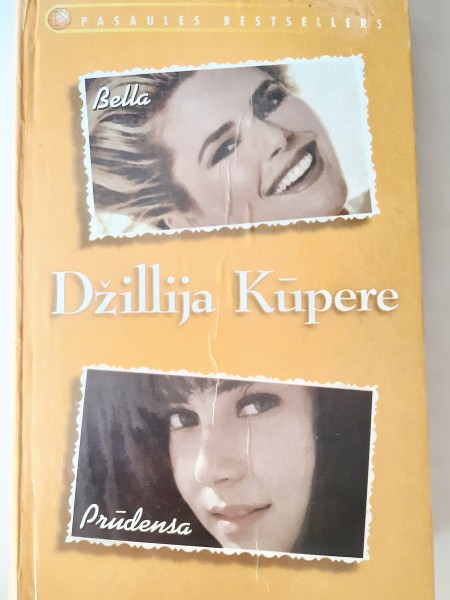 PASAULES BESTSELLERS
Bella
Džillija Kūpere
Prūdensa